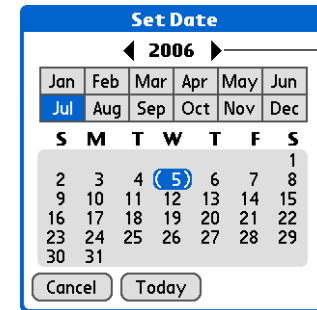 Set Date
2006
Jan Feb Mar Apr May Jun
Jul Aug Sep Oct Nov Dec
S M T W T F S
1
2 3 4 5 6 7 8
9 10 11 12 13 14 15
16 17 18 19 20 21 22
23 24 25 26 27 28 29
30 31
Cancel Today